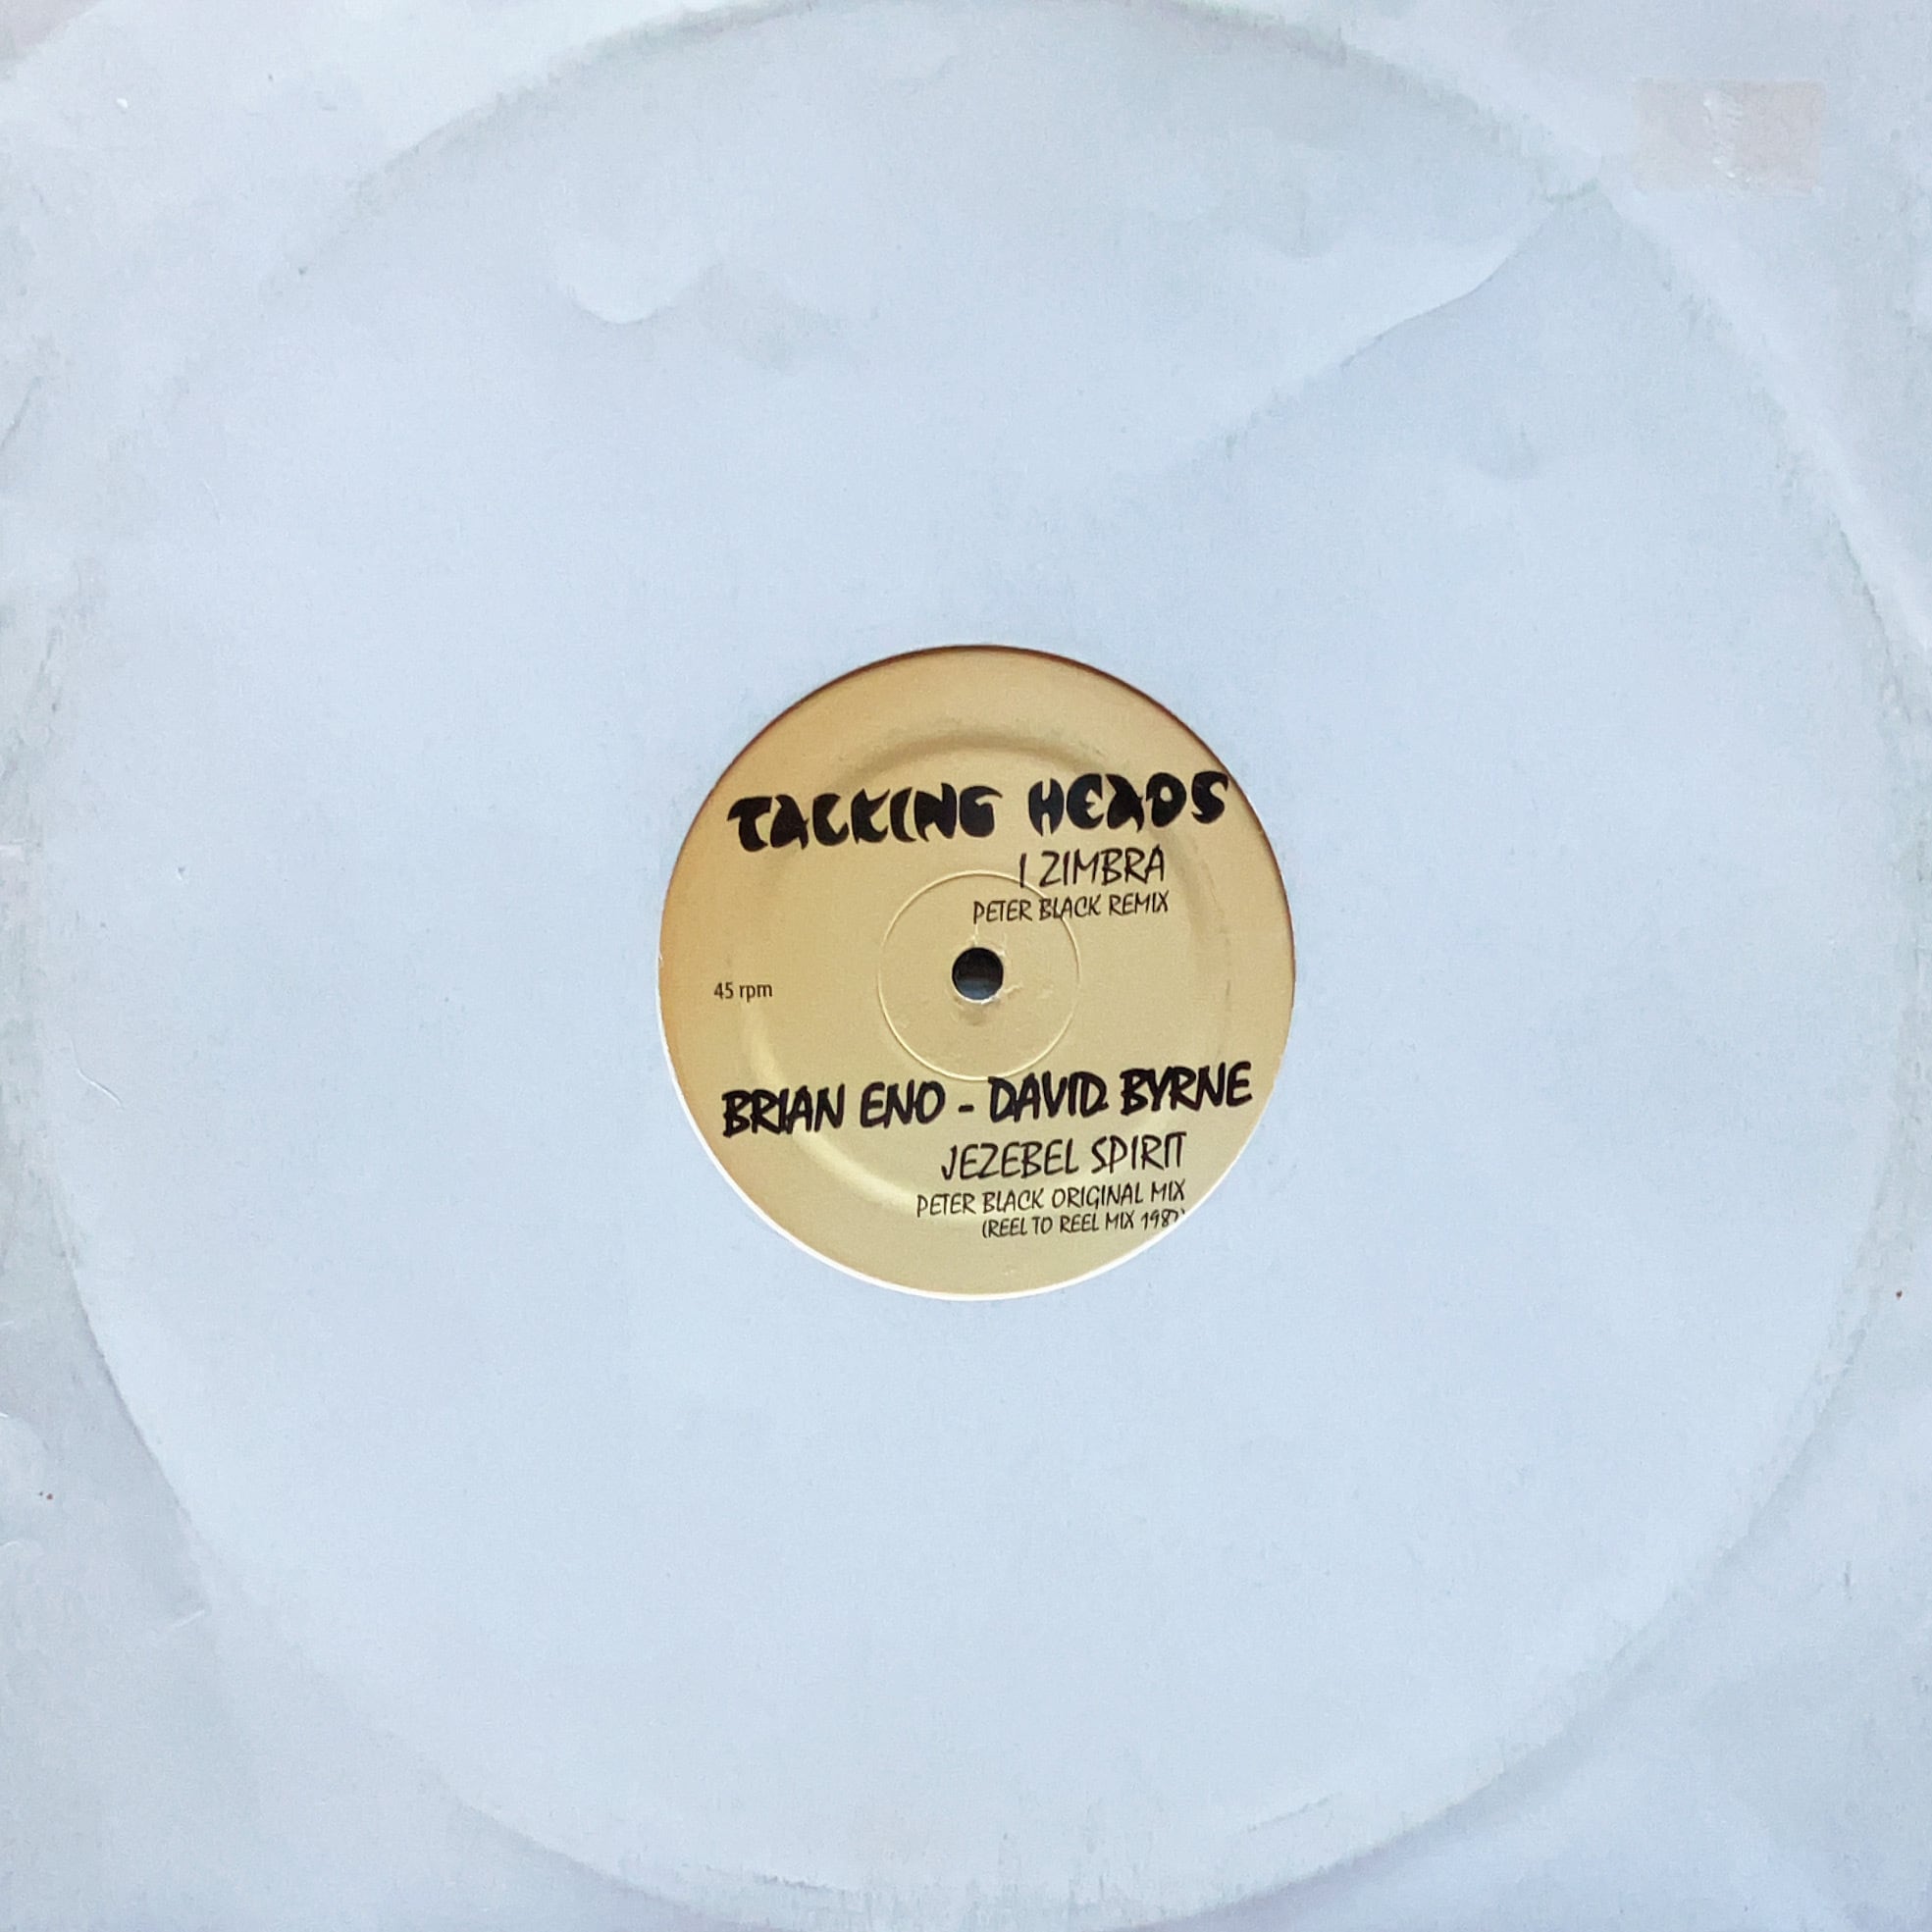 TALKING HEADS
I ZIMBRA
PETER BLACK REMIX
45 rpm
BRIAN ENO - DAVID BYRNE
JEZEBEL SPIRIT
PETER BLACK ORIGINAL MIX
(REEL TO REEL MIX 1987)